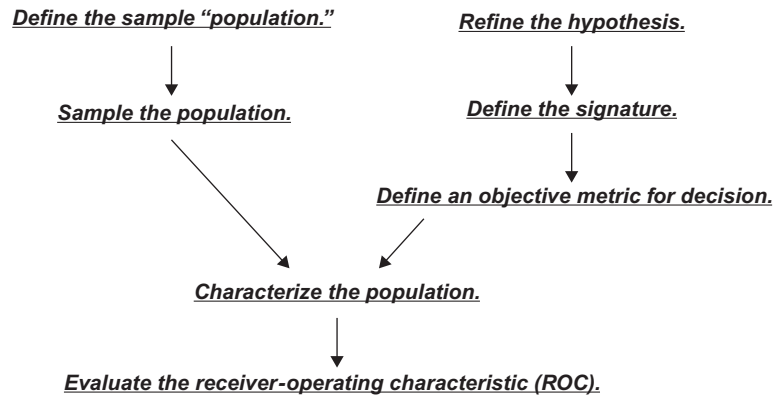 Define the sample “population.”
Refine the hypothesis.
Sample the population.
Define the signature.
Define an objective metric for decision.
Characterize the population.
Evaluate the receiver-operating characteristic (ROC).